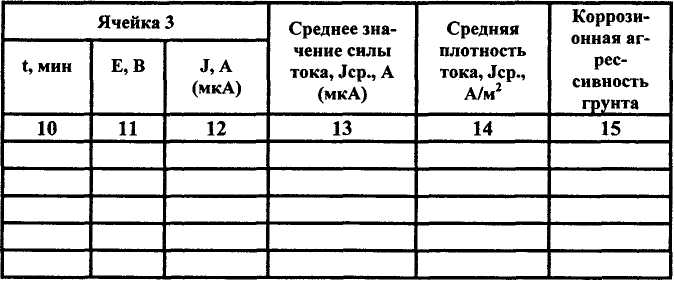 Ячейка 3
t, мин
E, В
J, А
(мкА)
Среднее зна-
чение силы
тока, Jср., А
(мкА)
Средняя
плотность
тока, Jср.,
А/м²
Коррози-
онная аг-
рес-
сивность
грунта
10 11 12 13 14 15